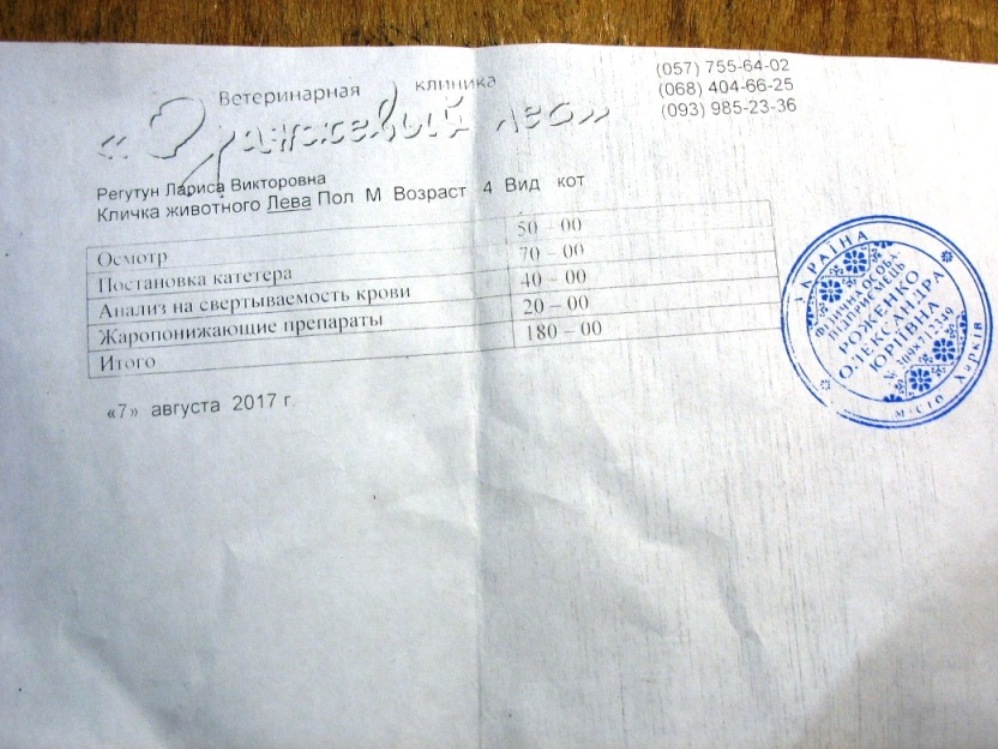 Ветеринарная клиника
«Оранжевый лео»
(057) 755-64-02
(068) 404-66-25
(093) 985-23-36
Регутун Лариса Викторовна
Кличка животного Лева Пол М Возраст 4 Вид кот
Осмотр 50 – 00
Постановка катетера 70 – 00
Анализ на свертываемость крови 40 – 00
Жаропонижающие препараты 20 – 00
Итого 180 – 00
«7» августа 2017 г.
УКРАЇНА
ФІЗИЧНА ОСОБА-
ПІДПРИЄМЕЦЬ
РОЖЕНКО
ОЛЕКСАНДРА
ЮРІЇВНА
місто Харків